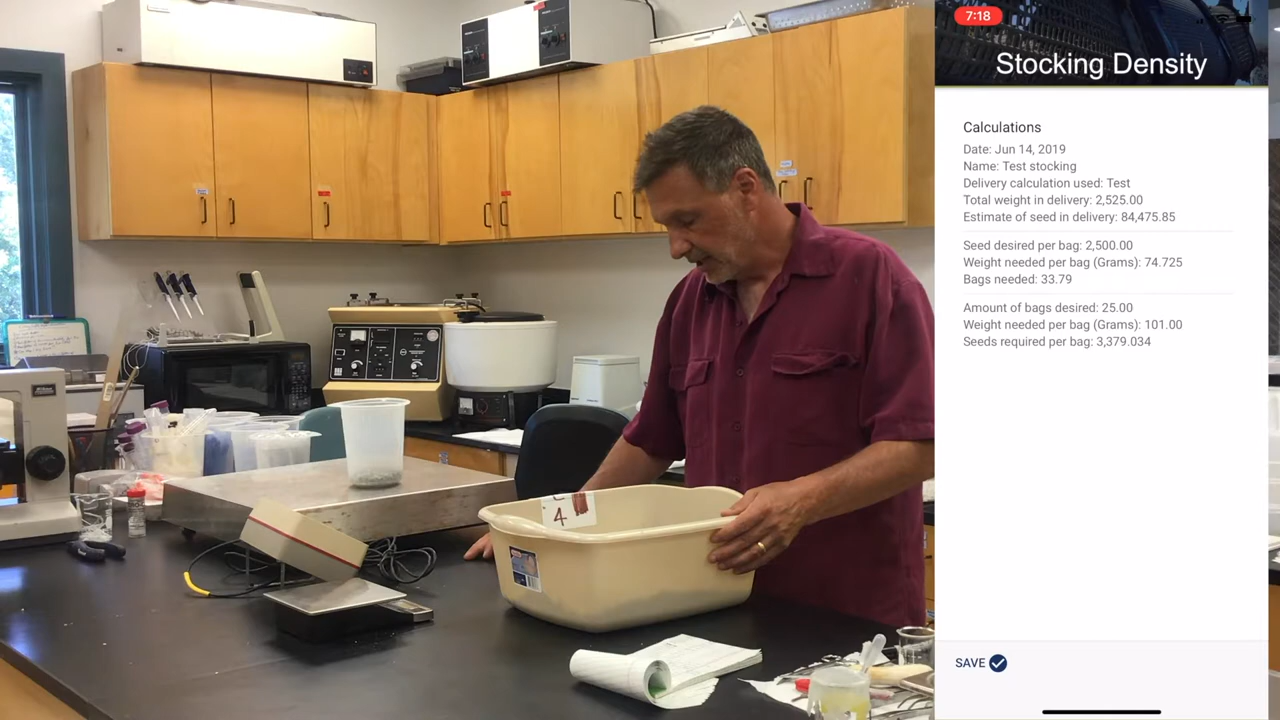 7:18
Stocking Density
Calculations
Date: Jun 14, 2019
Name: Test stocking
Delivery calculation used: Test
Total weight in delivery: 2,525.00
Estimate of seed in delivery: 84,475.85
Seed desired per bag: 2,500.00
Weight needed per bag (Grams): 74.725
Bags needed: 33.79
Amount of bags desired: 25.00
Weight needed per bag (Grams): 101.00
Seeds required per bag: 3,379.034
SAVE
4